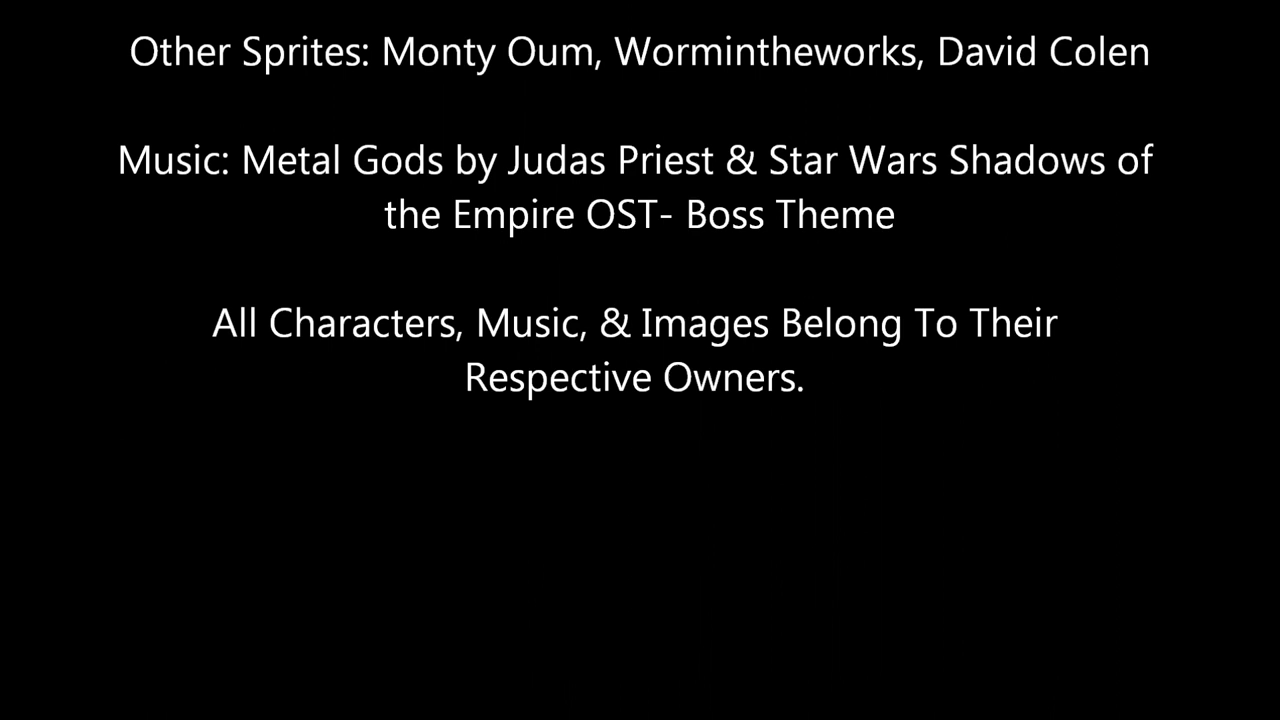 Other Sprites: Monty Oum, Wormintheworks, David Colen
Music: Metal Gods by Judas Priest & Star Wars Shadows of
the Empire OST- Boss Theme
All Characters, Music, & Images Belong To Their
Respective Owners.